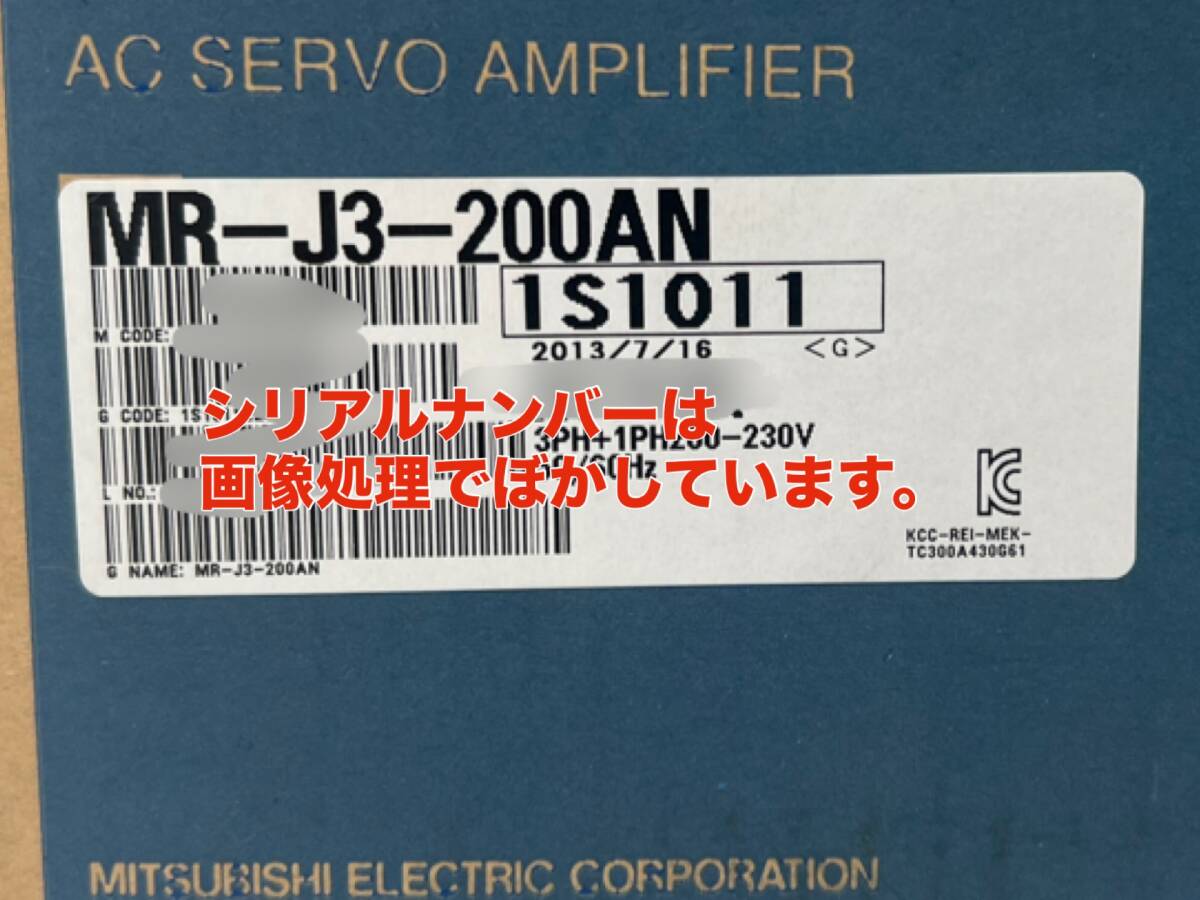 AC SERVO AMPLIFIER
MR-J3-200AN
1S1011
M CODE:
2013/7/16 <G>
G CODE:
シリアルナンバーは
3PH+1PH200-230V
画像処理でぼかしています。
L NO.:
KCC-REI-MEK-
TC300A430G61
G NAME: MR-J3-200AN
MITSUBISHI ELECTRIC CORPORATION